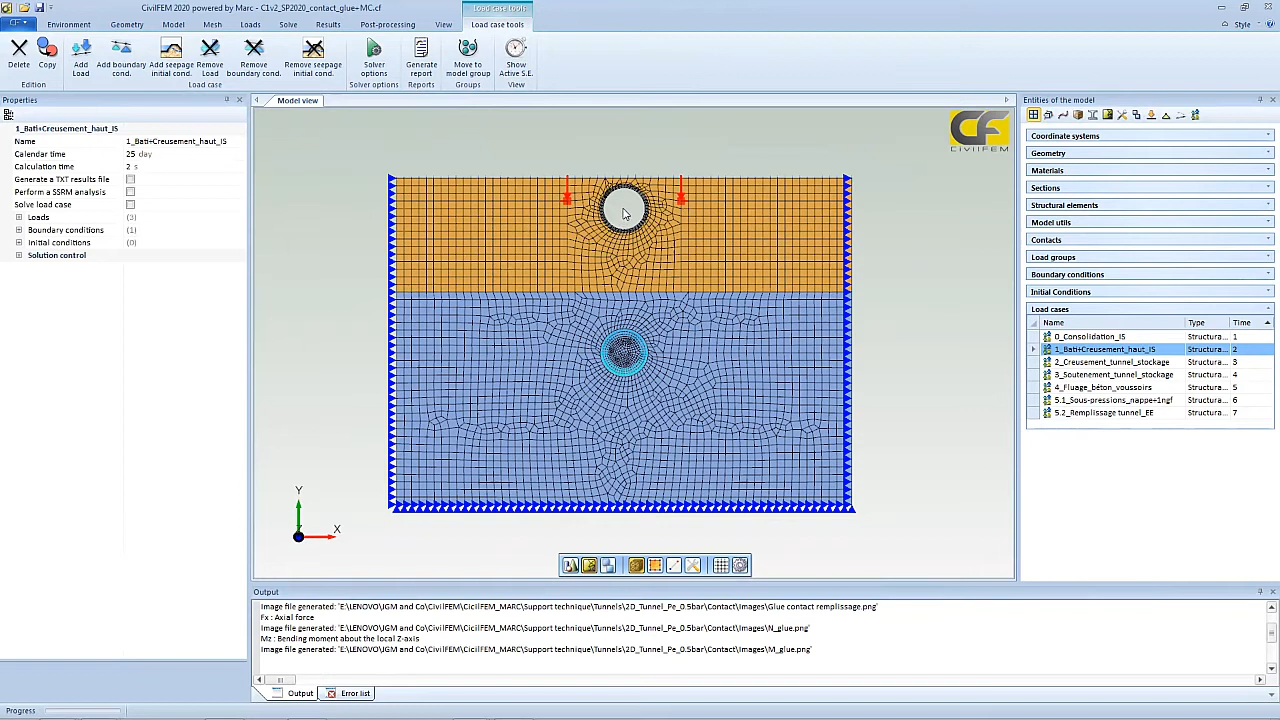 CivilFEM 2020 powered by Marc - C1v2_SP2020_contact_glue+MC.cf
Load case tools
Style
CF
Environment
Geometry
Model
Mesh
Loads
Solve
Results
Post-processing
View
Load case tools
Delete
Copy
Add Load
Add boundary cond.
Add seepage initial cond.
Remove Load
Remove boundary cond.
Remove seepage initial cond.
Solver options
Generate report
Move to model group
Show Active S.E.
Edition
Load case
Solver options
Reports
Groups
View
Properties
1_Bati+Creusement_haut_IS
Name 1_Bati+Creusement_haut_IS
Calendar time 25 day
Calculation time 2 s
Generate a TXT results file
Perform a SSRM analysis
Solve load case
Loads (3)
Boundary conditions (1)
Initial conditions (0)
Solution control
Model view
CF
CIVILFEM
Y
X
Entities of the model
Coordinate systems
Geometry
Materials
Sections
Structural elements
Model utils
Contacts
Load groups
Boundary conditions
Initial Conditions
Load cases
Name Type Time
0_Consolidation_IS Structura... 1
1_Bati+Creusement_haut_IS Structura... 2
2_Creusement_tunnel_stockage Structura... 3
3_Soutenement_tunnel_stockage Structura... 4
4_Fluage_béton_voussoirs Structura... 5
5.1_Sous-pressions_nappe+1ngf Structura... 6
5.2_Remplissage tunnel_EE Structura... 7
Output
Image file generated: 'E:\LENOVO\IGM and Co\CivilFEM\CicilFEM_MARC\Support technique\Tunnels\2D_Tunnel_Pe_0.5bar\Contact\Images\Glue contact remplissage.png'
Fx : Axial force
Image file generated: 'E:\LENOVO\IGM and Co\CivilFEM\CicilFEM_MARC\Support technique\Tunnels\2D_Tunnel_Pe_0.5bar\Contact\Images\N_glue.png'
Mz : Bending moment about the local Z-axis
Image file generated: 'E:\LENOVO\IGM and Co\CivilFEM\CicilFEM_MARC\Support technique\Tunnels\2D_Tunnel_Pe_0.5bar\Contact\Images\M_glue.png'
Output
Error list
Progress